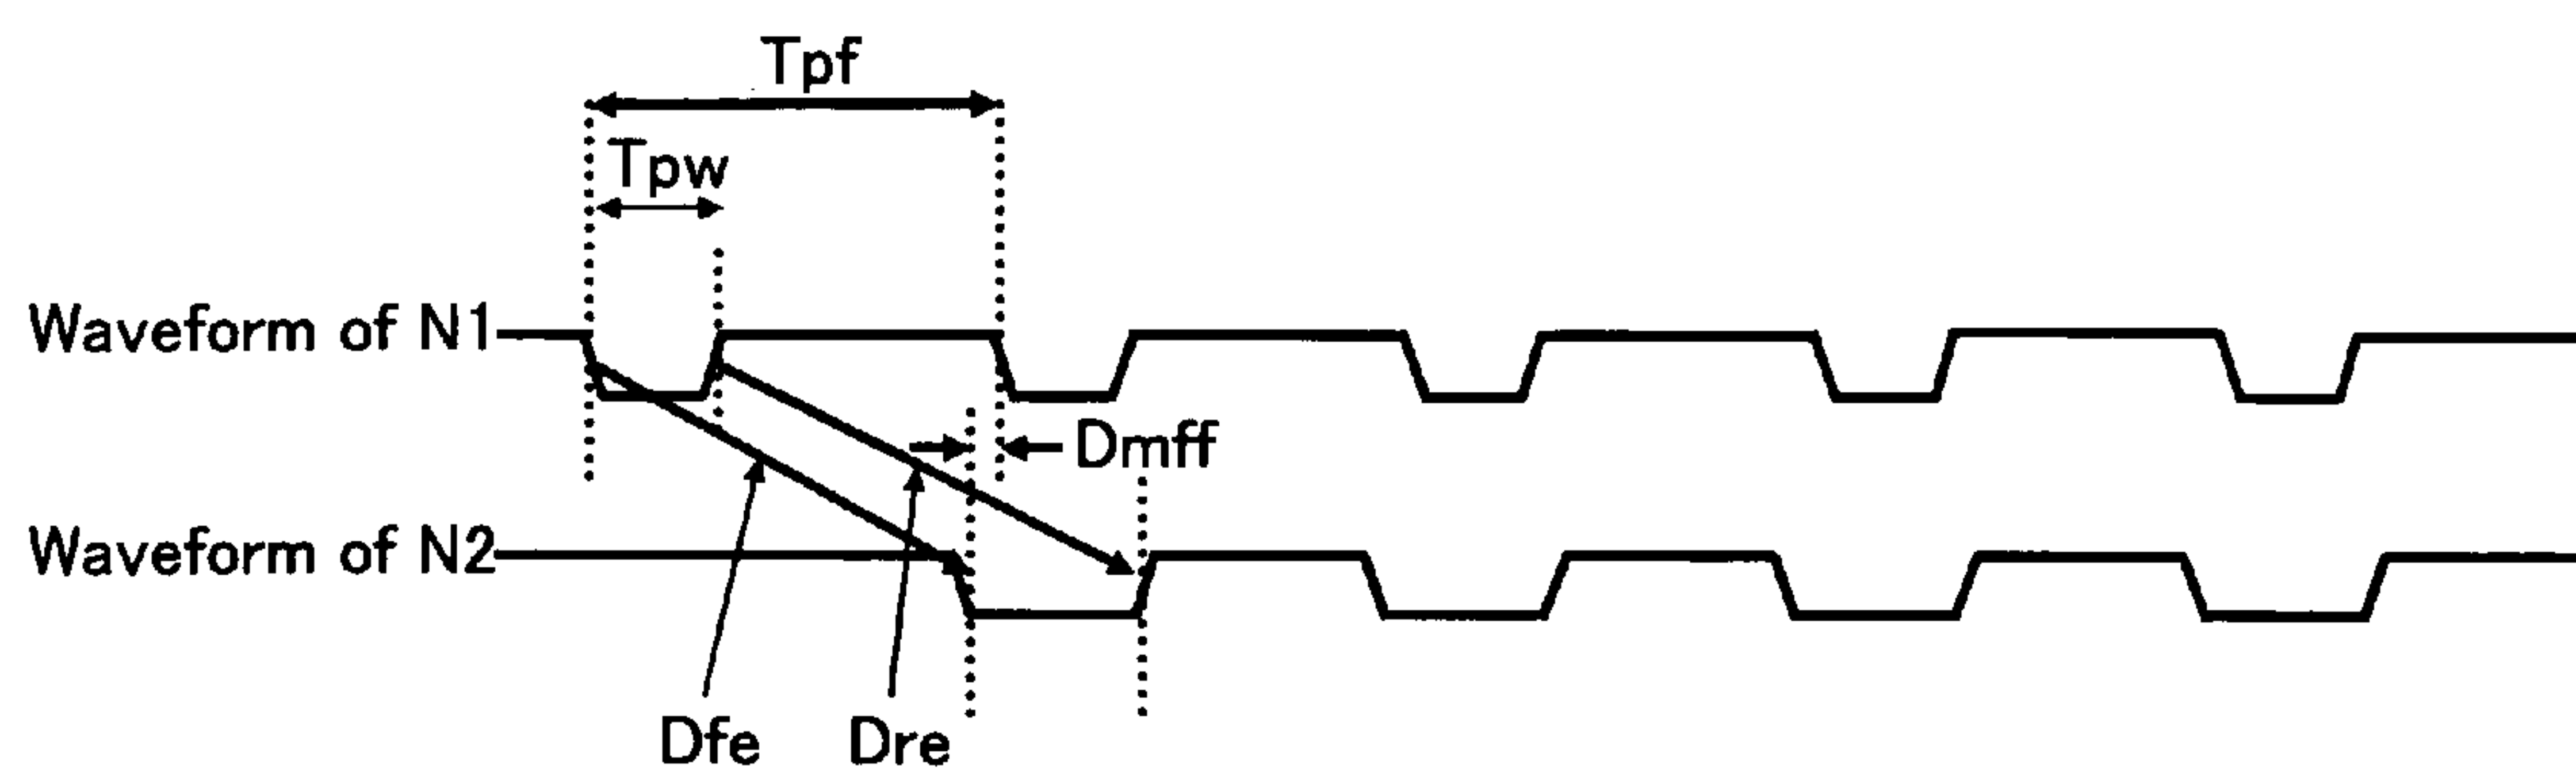 Tpf
Tpw
Waveform of N1
Dmff
Waveform of N2
Dfe
Dre